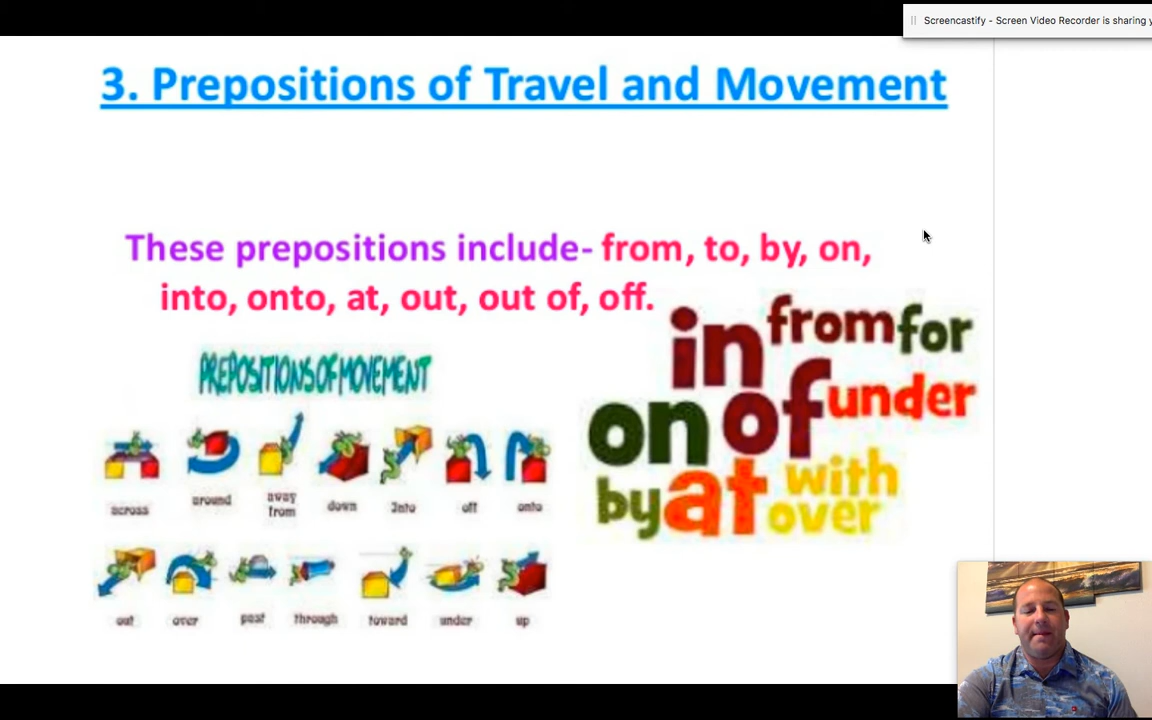 Screencastify - Screen Video Recorder is sharing y
3. Prepositions of Travel and Movement
These prepositions include- from, to, by, on,
into, onto, at, out, out of, off.
PREPOSITIONS OF MOVEMENT
across around away from down Into off onto
out over past through toward under up
in from for
on of under
by at with
over